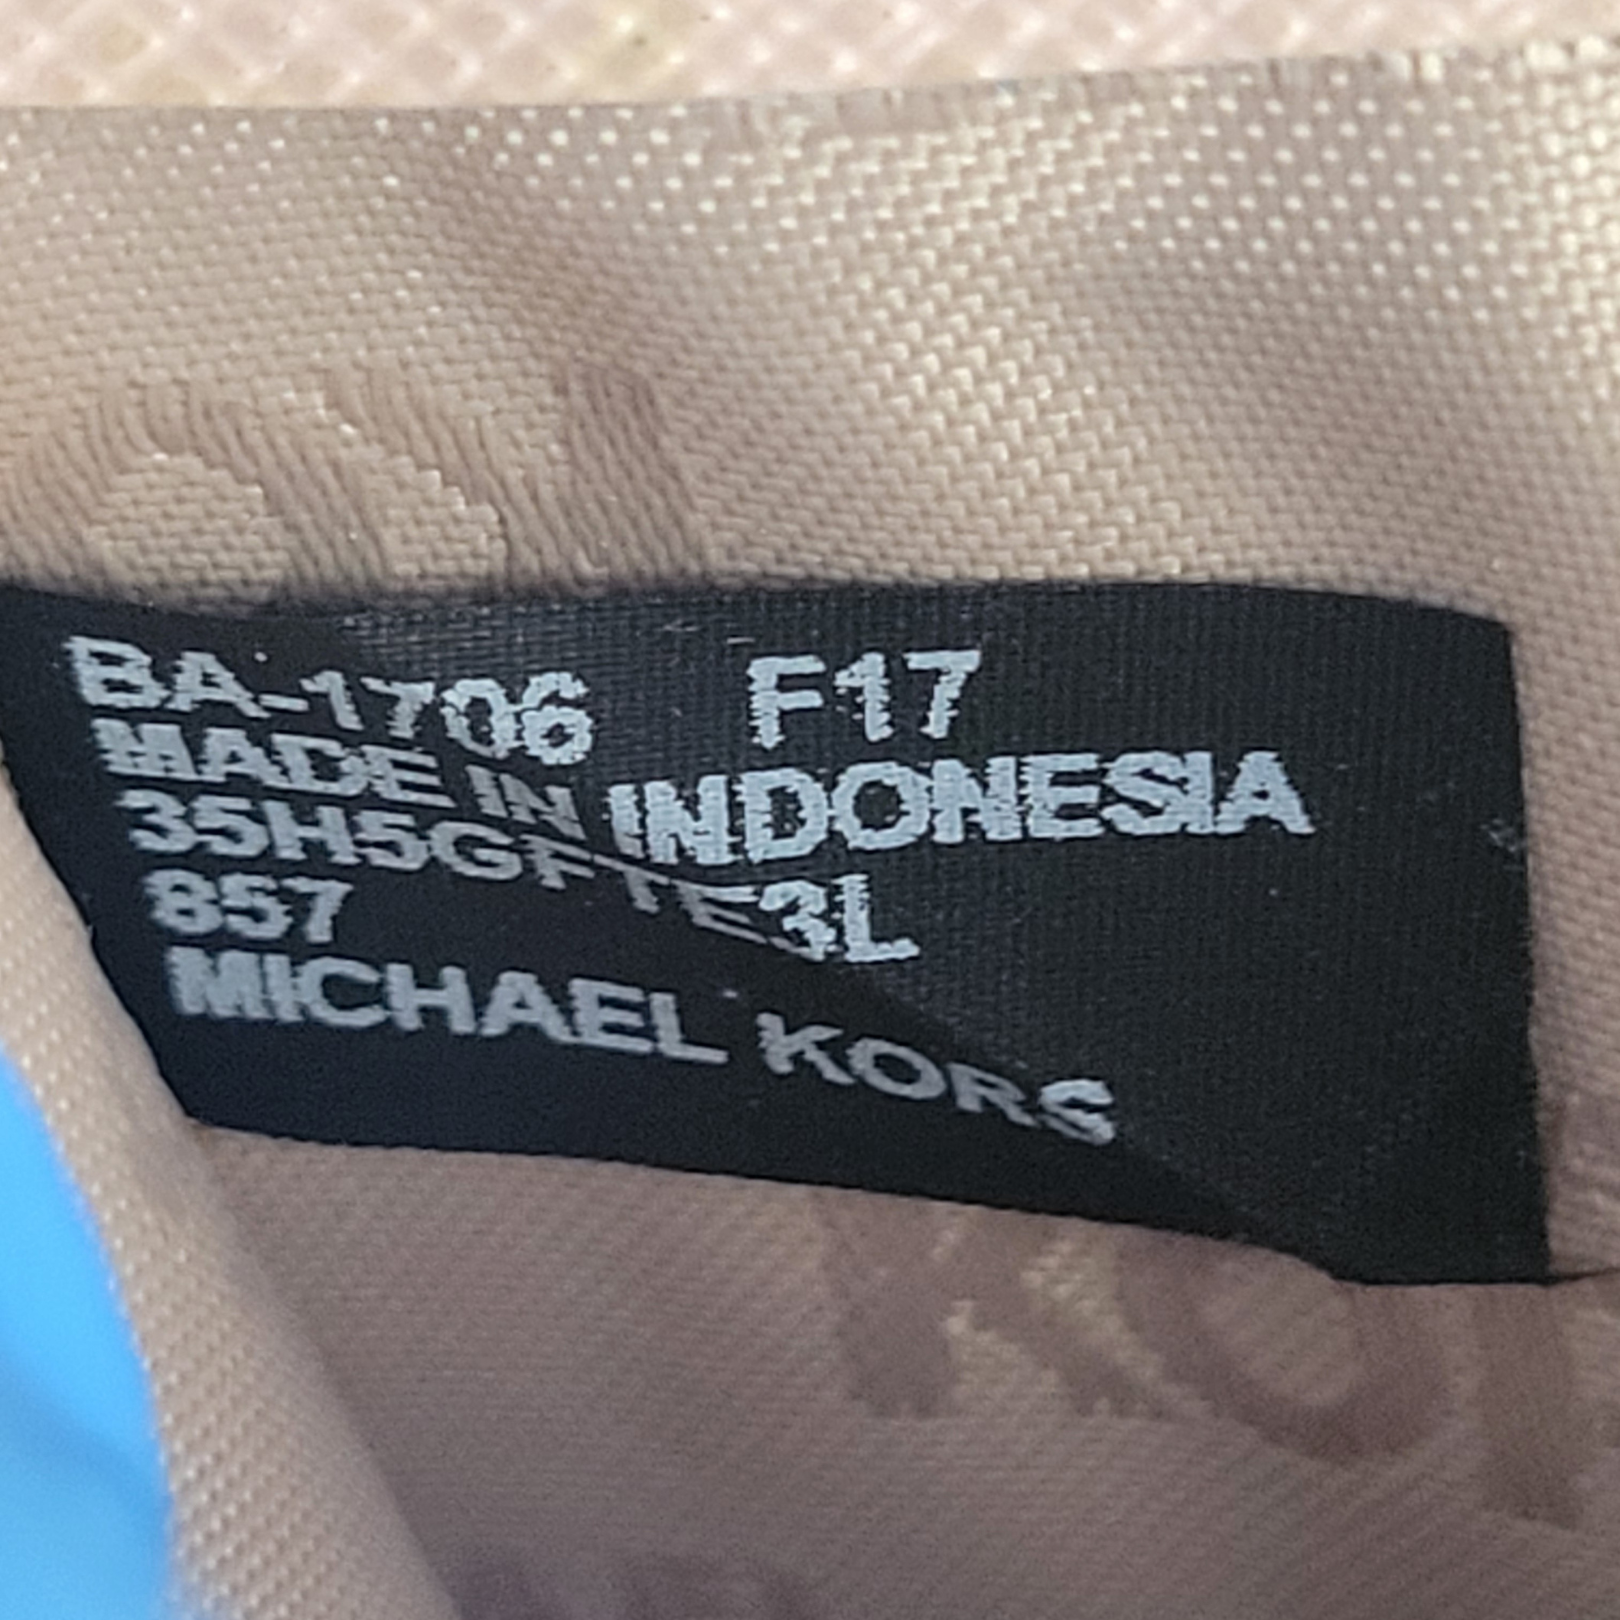 BA-1706 F17
MADE IN INDONESIA
35H5GFTE3L
857
MICHAEL KORS